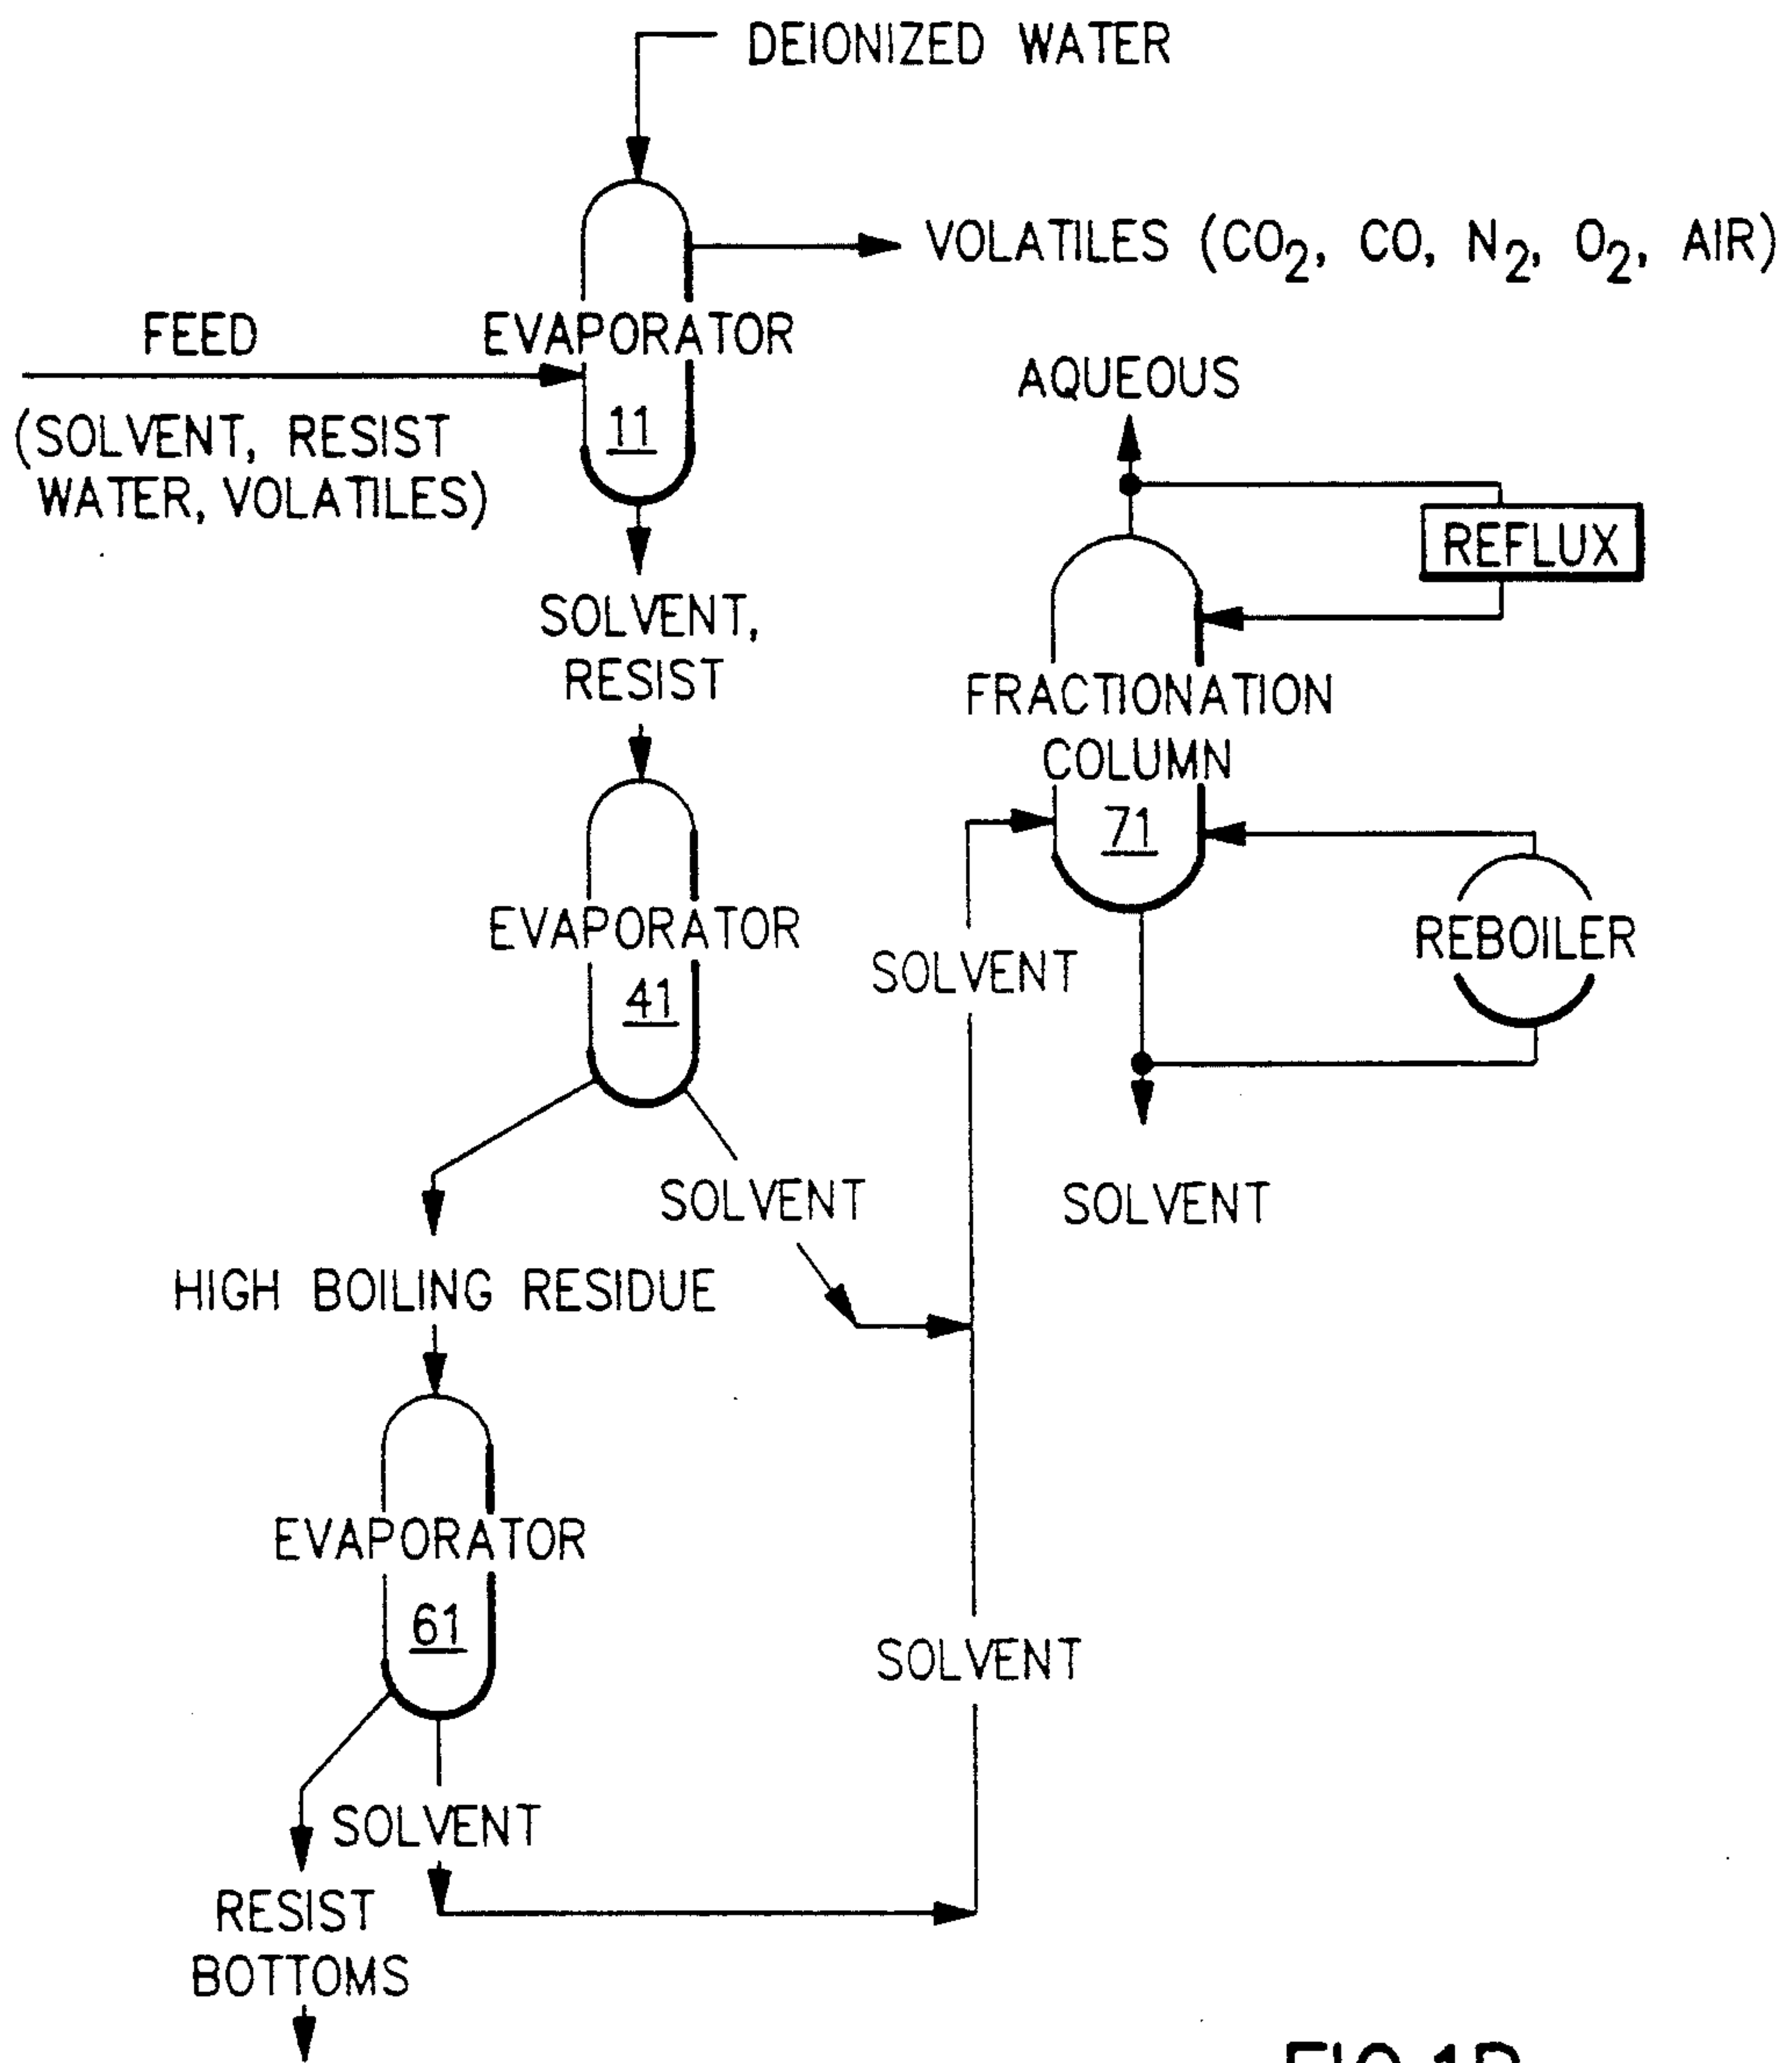 DEIONIZED WATER
VOLATILES (CO2, CO, N2, O2, AIR)
FEED
EVAPORATOR
(SOLVENT, RESIST
WATER, VOLATILES)
11
AQUEOUS
REFLUX
SOLVENT,
RESIST
FRACTIONATION
COLUMN
71
EVAPORATOR
41
SOLVENT
REBOILER
SOLVENT
SOLVENT
HIGH BOILING RESIDUE
EVAPORATOR
61
SOLVENT
SOLVENT
RESIST
BOTTOMS